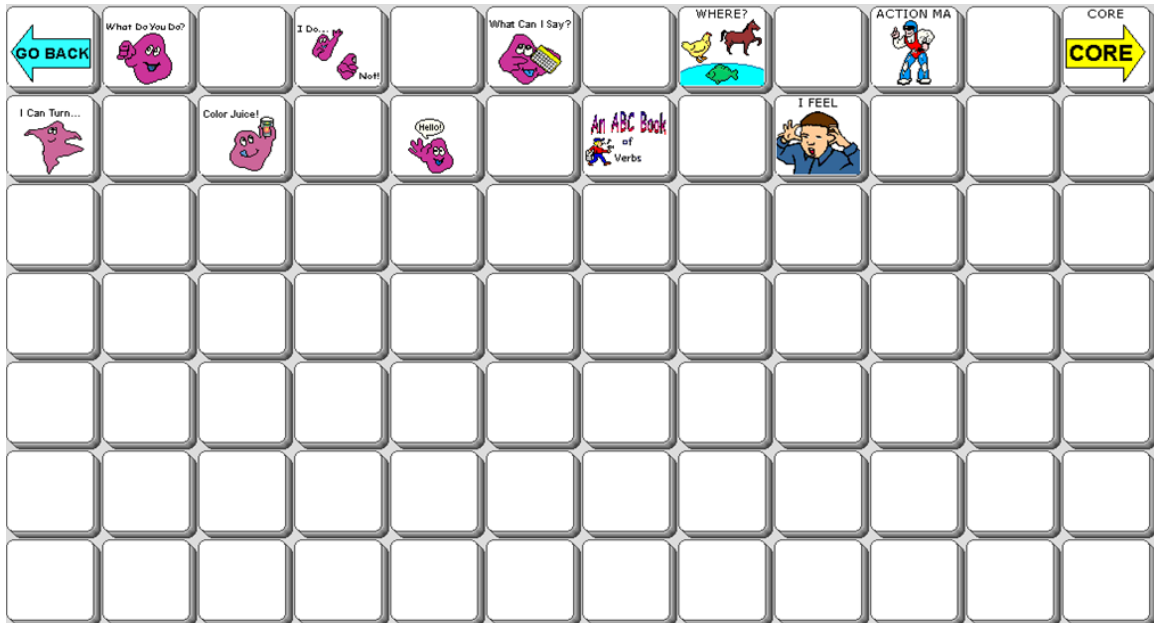 GO BACK
What Do You Do?
I Do...
Not!
What Can I Say?
WHERE?
ACTION MA
CORE
CORE
I Can Turn...
Color Juice!
Hello!
An ABC Book
of
Verbs
I FEEL